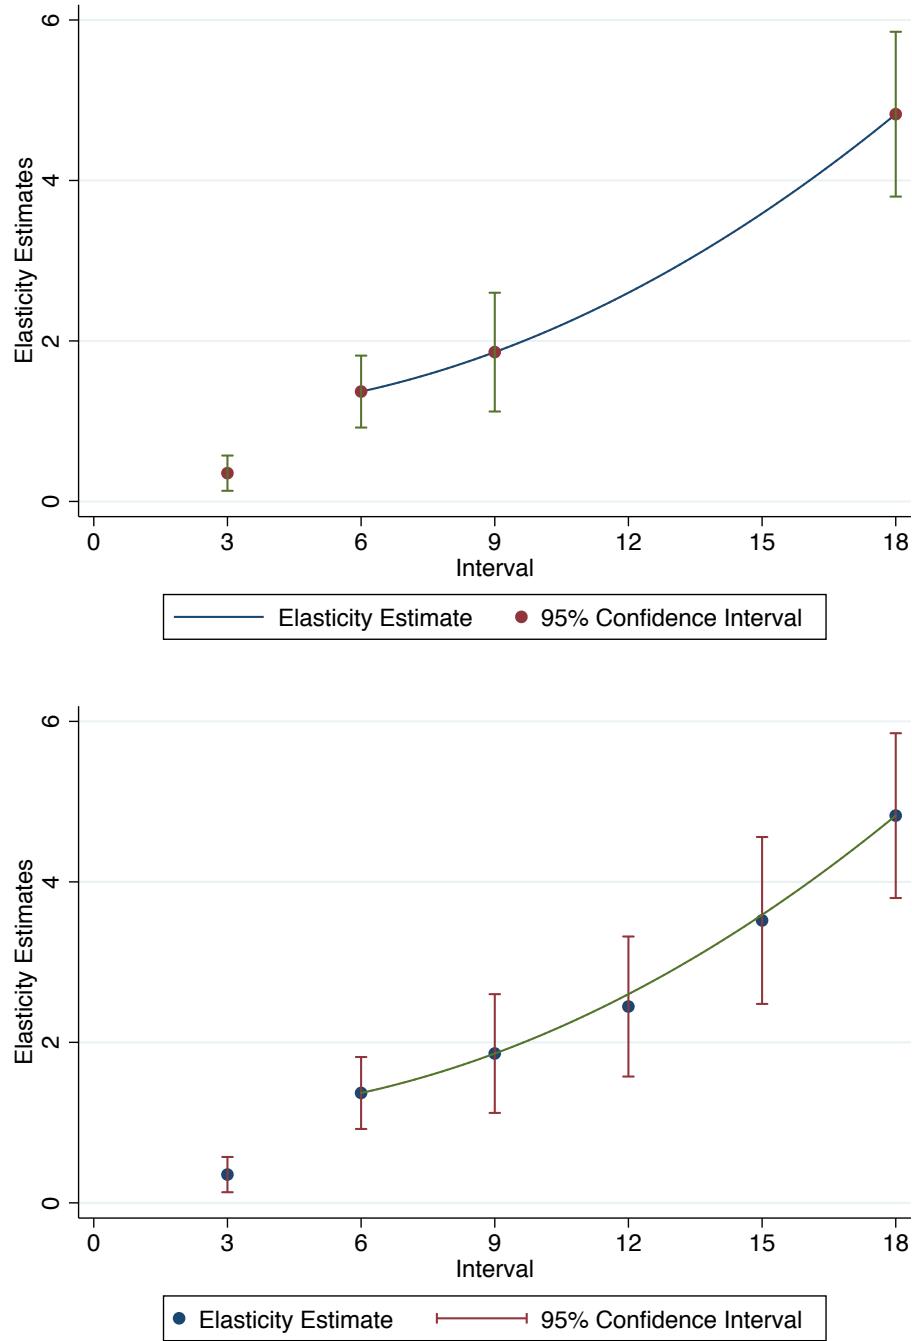 6
4
2
0
Elasticity Estimates
0 3 6 9 12 15 18
Interval
Elasticity Estimate 95% Confidence Interval
6
4
2
0
Elasticity Estimates
0 3 6 9 12 15 18
Interval
Elasticity Estimate 95% Confidence Interval